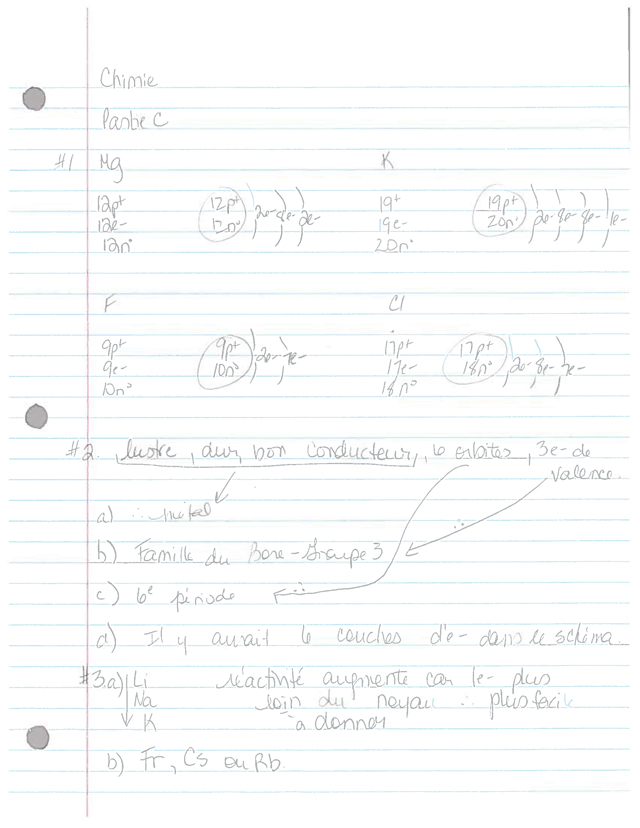 Chimie
Partie C
#1 Mg K
12p+ 12p+ 19+ 19p+
12e- 12n° 2e- 8e- 2e- 19e- 20n° 2e- 8e- 8e- 1e-
12n° 20n°
F Cl
9p+ 9p+ 17p+ 17p+
9e- 10n° 2e- 7e- 17e- 18n° 2e- 8e- 7e-
10n° 18n°
#2. lustre, dur, bon conducteur, 6 orbites, 3e- de
valence.
a) ∴ métal
b) Famille du Bore - Groupe 3
∴
c) 6e période ∴
d) Il y aurait 6 couches d'e- dans le schéma.
#3.a) Li réactivité augmente car 1e- plus
Na loin du noyau ∴ plus facile
K à donner
b) Fr, Cs ou Rb.